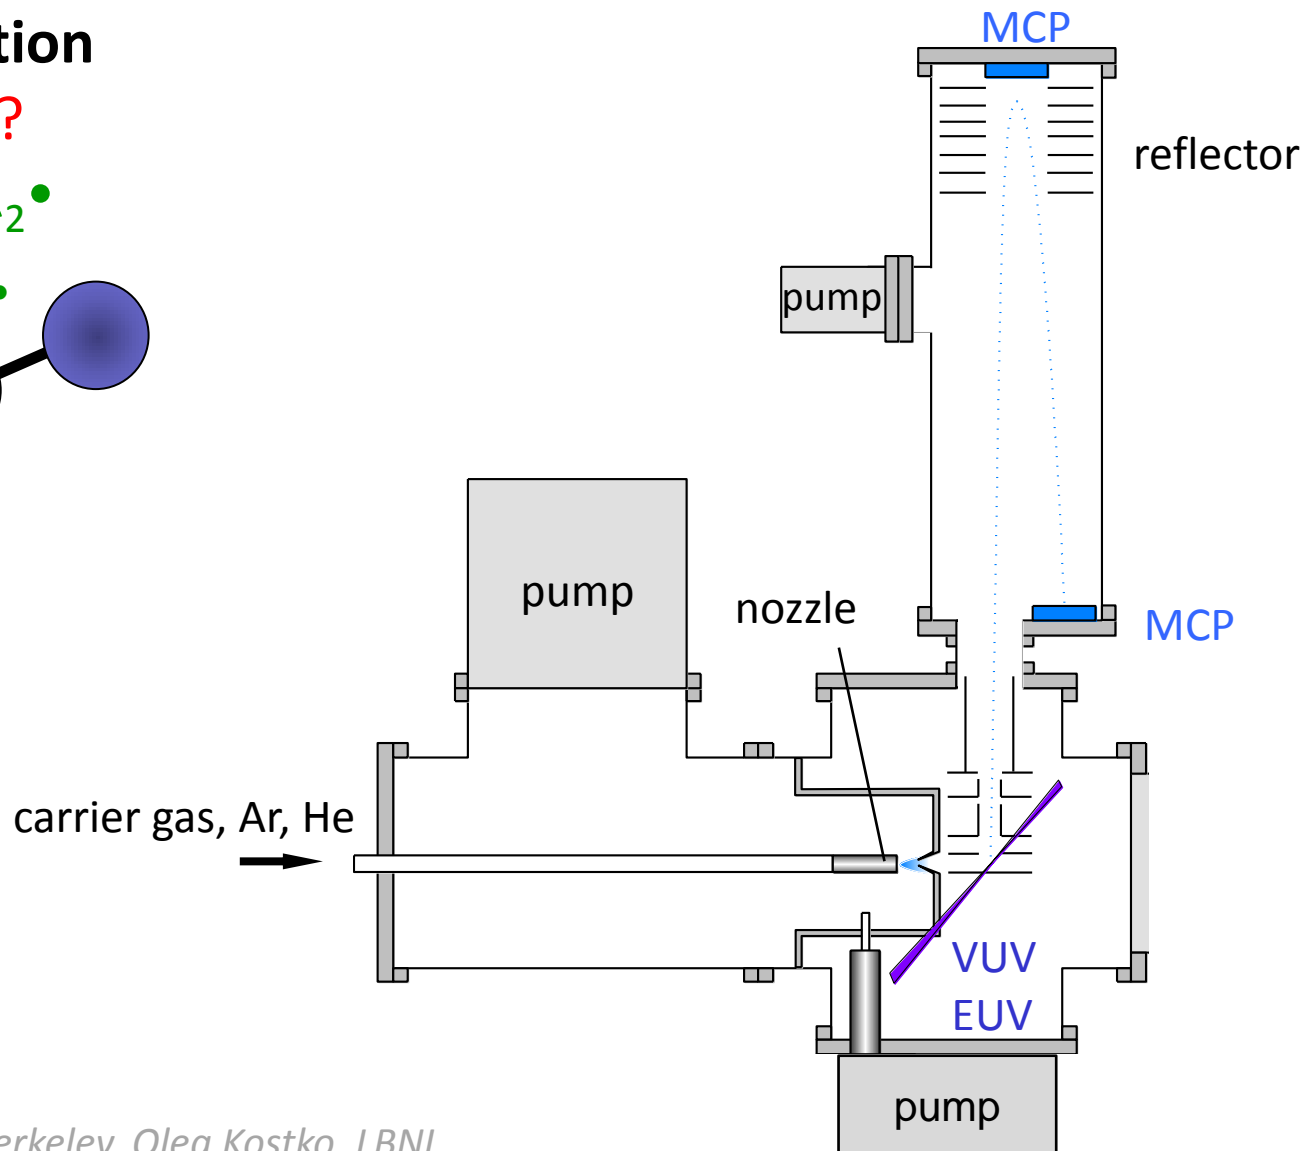 MCP
tion
?
reflector
2
pump
pump
nozzle
MCP
carrier gas, Ar, He
VUV
EUV
pump
Oleg Kostko, LBNL